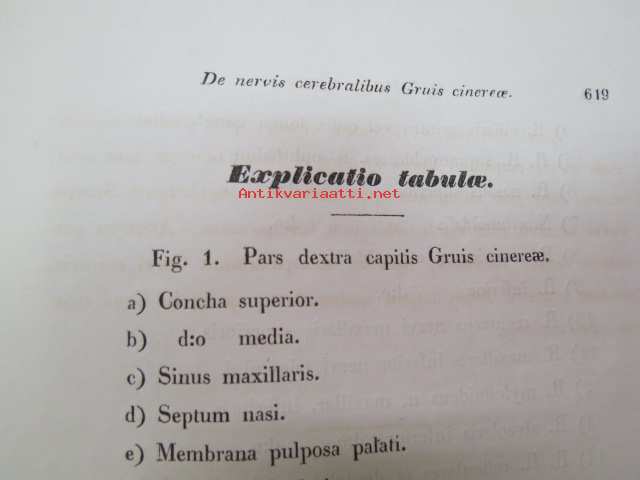 De nervis cerebralibus Gruis cinereæ. 619
Explicatio tabulæ.
Antikvariaatti.net
Fig. 1. Pars dextra capitis Gruis cinereæ.
a) Concha superior.
b) d:o media.
c) Sinus maxillaris.
d) Septum nasi.
e) Membrana pulposa palati.